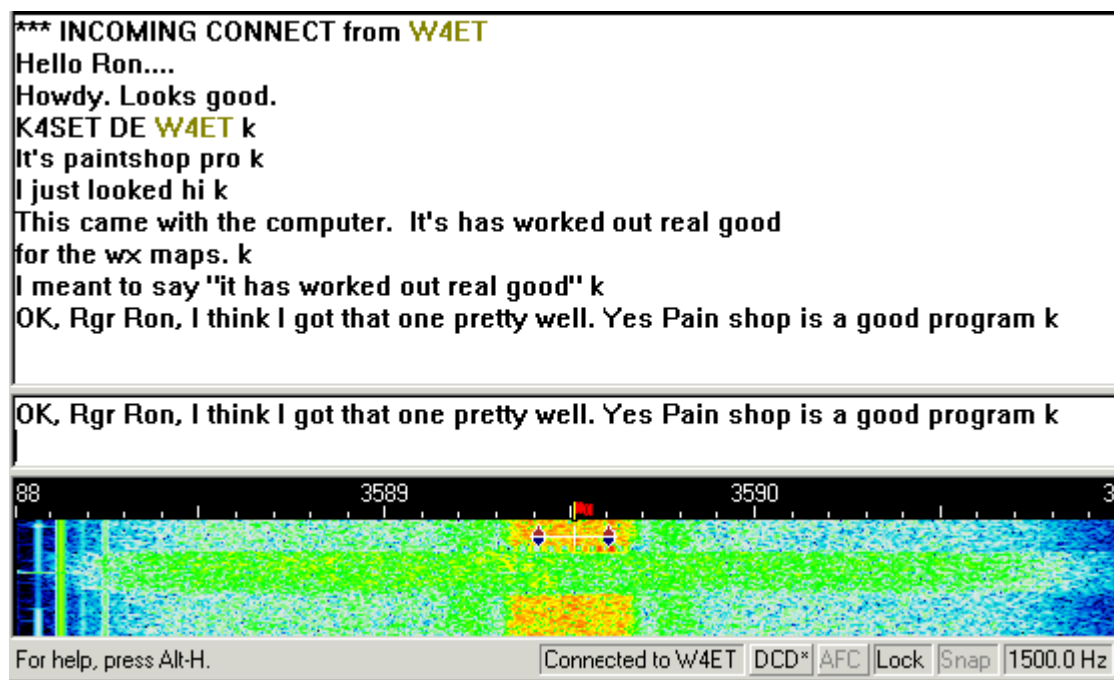 *** INCOMING CONNECT from W4ET
Hello Ron....
Howdy. Looks good.
K4SET DE W4ET k
It's paintshop pro k
I just looked hi k
This came with the computer.  It's has worked out real good
for the wx maps. k
I meant to say "it has worked out real good" k
OK, Rgr Ron, I think I got that one pretty well. Yes Pain shop is a good program k
OK, Rgr Ron, I think I got that one pretty well. Yes Pain shop is a good program k
88 3589 3590 3
For help, press Alt-H. Connected to W4ET DCD* AFC Lock Snap 1500.0 Hz